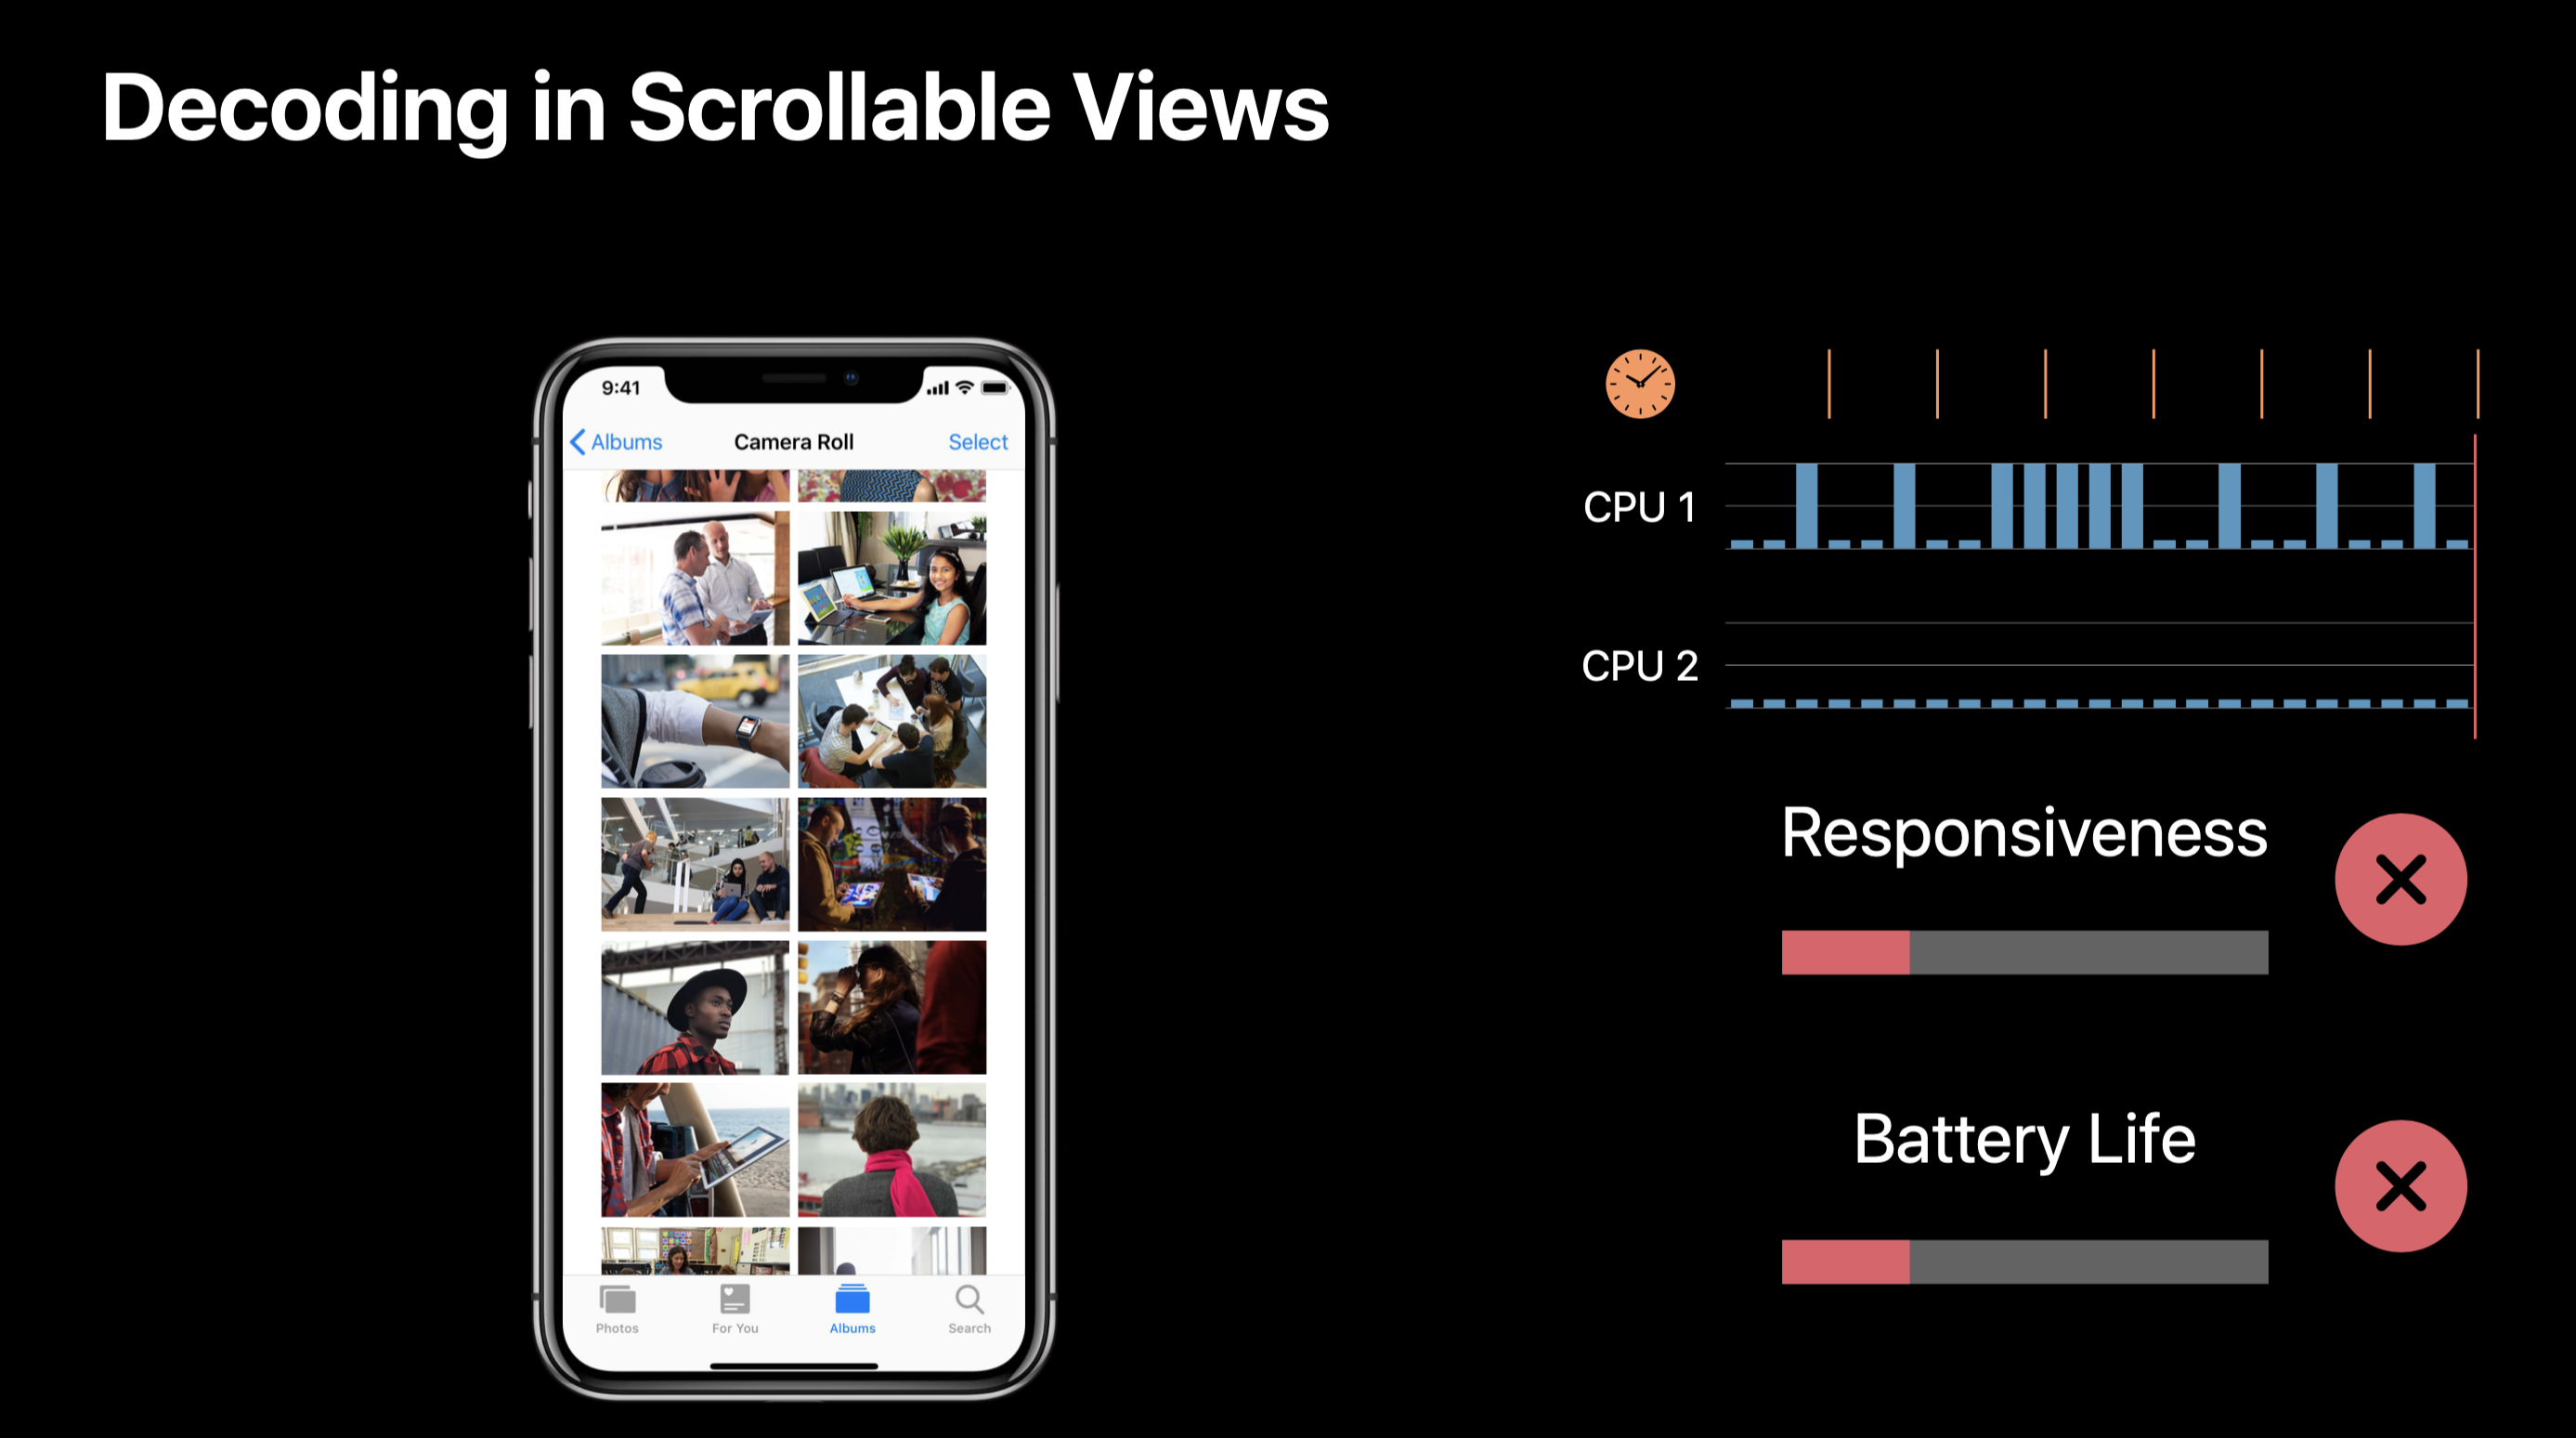 Decoding in Scrollable Views
9:41
Albums
Camera Roll
Select
Photos
For You
Albums
Search
CPU 1
CPU 2
Responsiveness
Battery Life